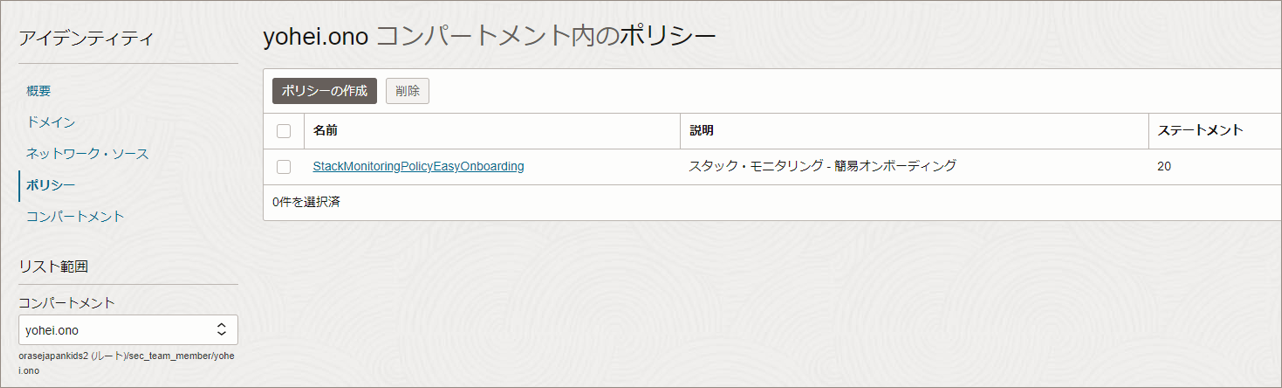 アイデンティティ
概要
ドメイン
ネットワーク・ソース
ポリシー
コンパートメント
リスト範囲
コンパートメント
yohei.ono
orasejapankids2 (ルート)/sec_team_member/yohe
i.ono
yohei.ono コンパートメント内のポリシー
ポリシーの作成 削除
名前 説明 ステートメント
StackMonitoringPolicyEasyOnboarding スタック・モニタリング - 簡易オンボーディング 20
0件を選択済